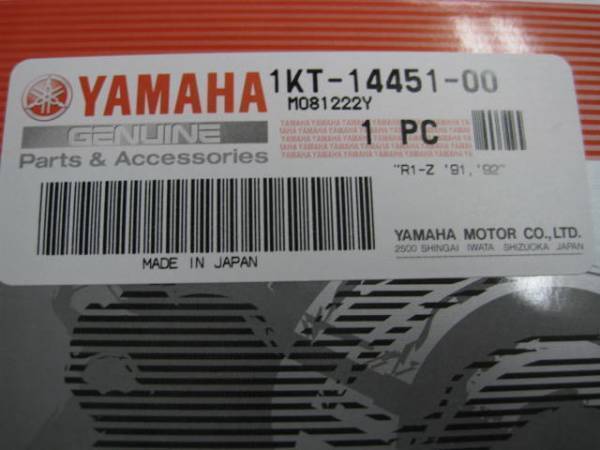 YAMAHA 1KT-14451-00
M081222Y
GENUINE
1 PC
Parts & Accessories
"R1-Z '91,'92"
YAMAHA MOTOR CO.,LTD.
2500 SHINGAI IWATA SHIZUOKA JAPAN
MADE IN JAPAN